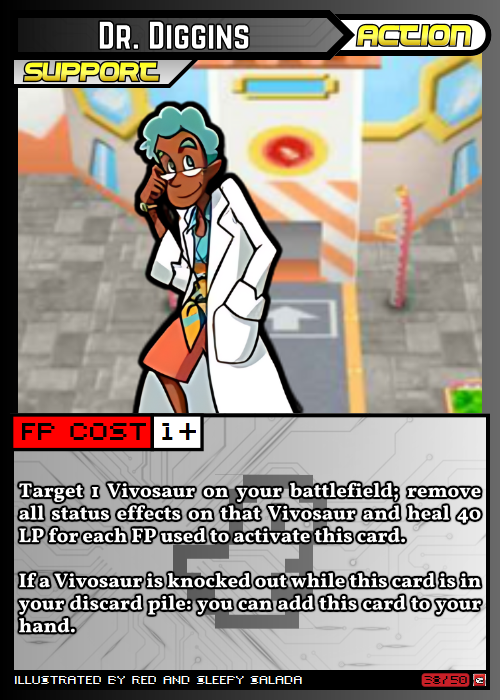 Dr. Diggins
ACTION
SUPPORT
FP COST 1+
Target 1 Vivosaur on your battlefield; remove
all status effects on that Vivosaur and heal 40
LP for each FP used to activate this card.
If a Vivosaur is knocked out while this card is in
your discard pile: you can add this card to your
hand.
ILLUSTRATED BY RED AND SLEEPY SALADA
38/50